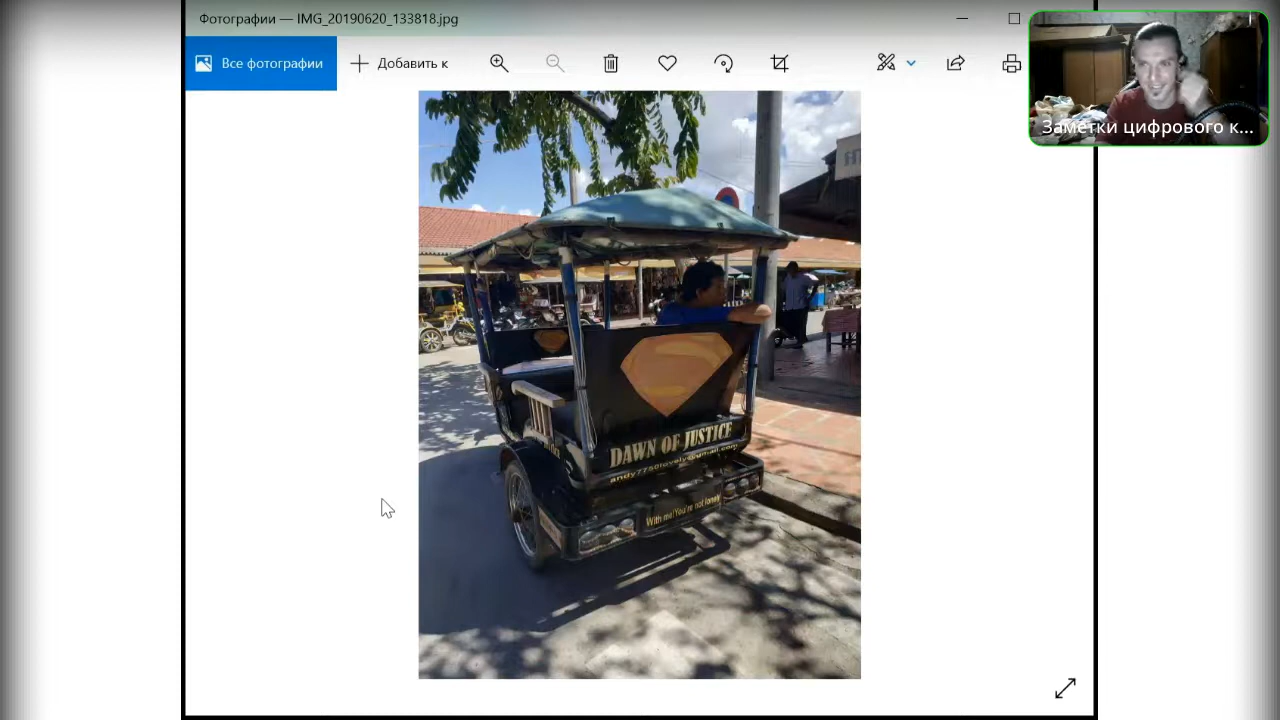 Фотографии — IMG_20190620_133818.jpg
Все фотографии
Добавить к
Заметки цифрового к...
DAWN OF JUSTICE
With me!You're not lonely